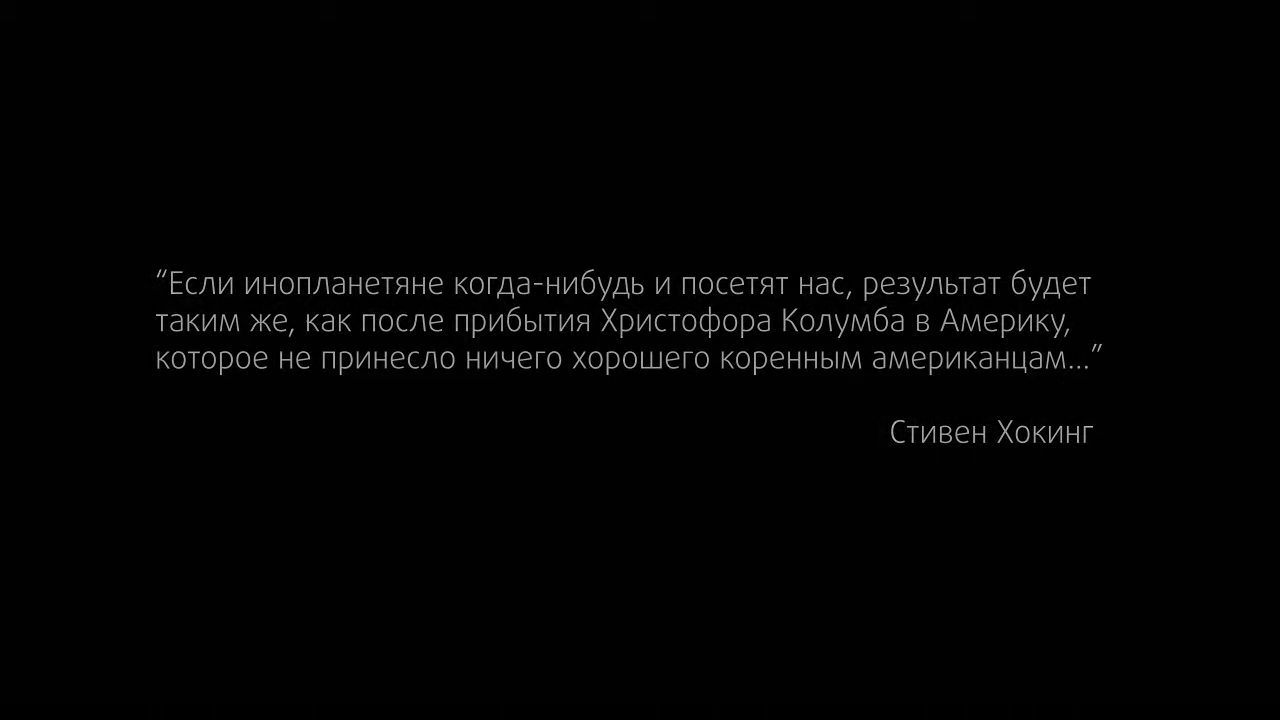 “Если инопланетяне когда-нибудь и посетят нас, результат будет
таким же, как после прибытия Христофора Колумба в Америку,
которое не принесло ничего хорошего коренным американцам...”
Стивен Хокинг